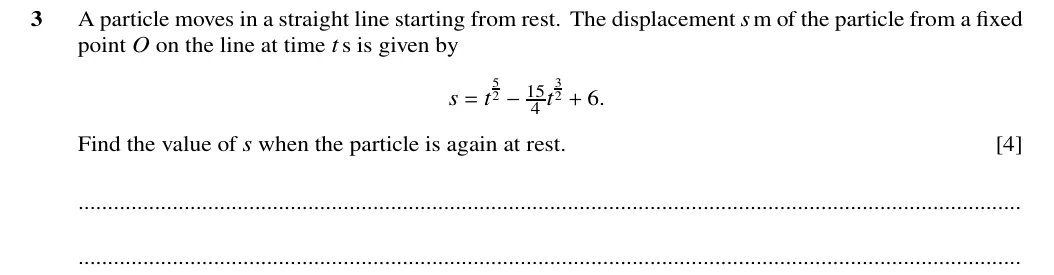 3 A particle moves in a straight line starting from rest. The displacement s m of the particle from a fixed
point O on the line at time t s is given by
s = t^{5/2} − \frac{15}{4}t^{3/2} + 6.
Find the value of s when the particle is again at rest. [4]